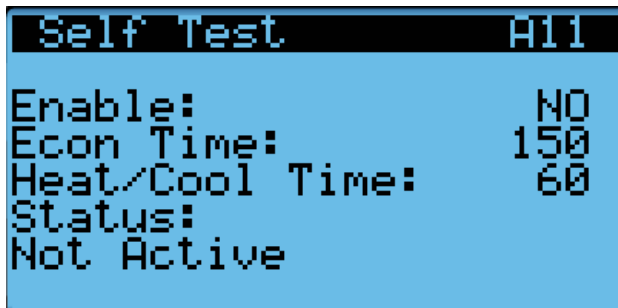 Self Test A11
Enable: NO
Econ Time: 150
Heat/Cool Time: 60
Status:
Not Active